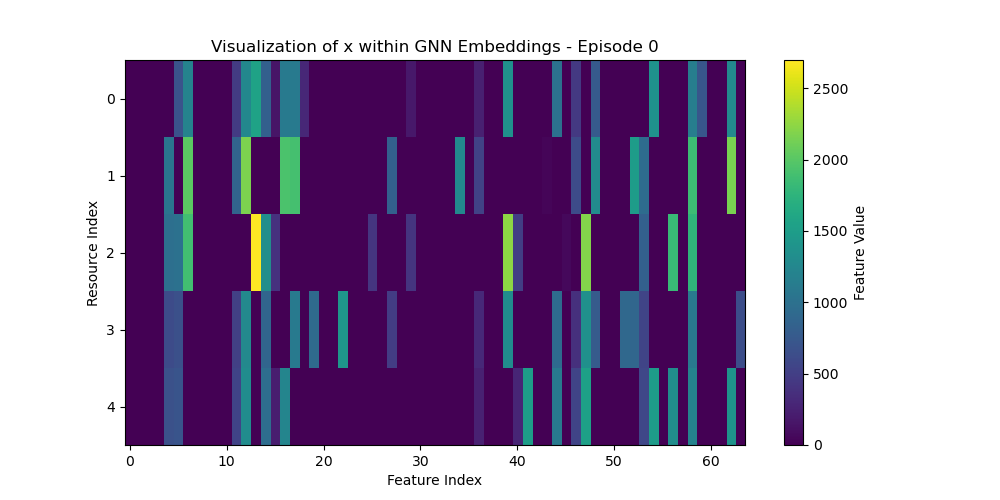 Visualization of x within GNN Embeddings - Episode 0
Resource Index
0
1
2
3
4
0 10 20 30 40 50 60
Feature Index
2500
2000
1500
1000
500
0
Feature Value